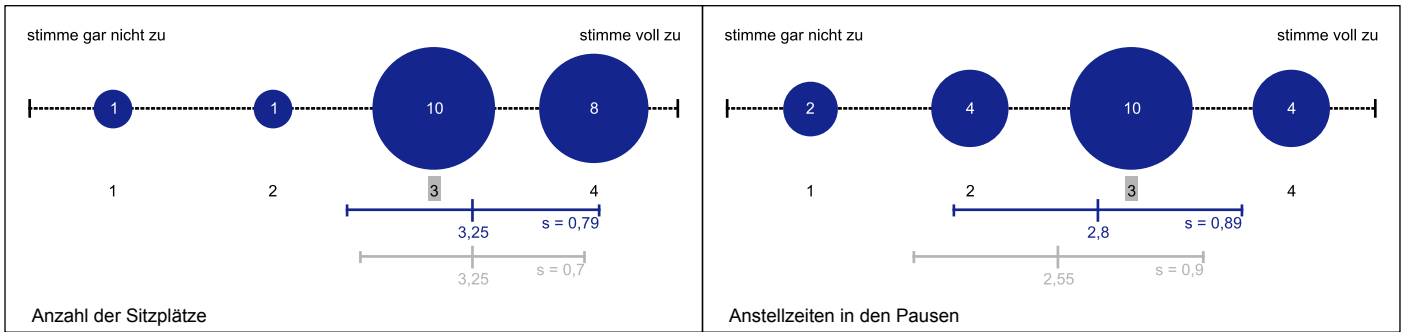 stimme gar nicht zu stimme voll zu
1 1 10 8
1 2 3 4
s = 0,79
3,25
s = 0,7
3,25
Anzahl der Sitzplätze
stimme gar nicht zu stimme voll zu
2 4 10 4
1 2 3 4
s = 0,89
2,8
s = 0,9
2,55
Anstellzeiten in den Pausen